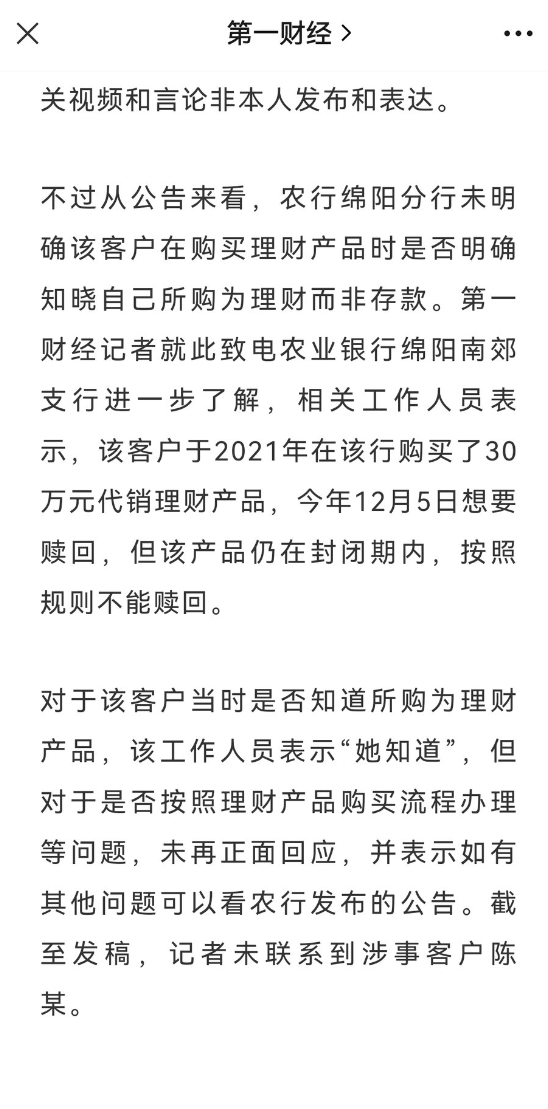 第一财经
关视频和言论非本人发布和表达。
不过从公告来看，农行绵阳分行未明
确该客户在购买理财产品时是否明确
知晓自己所购为理财而非存款。第一
财经记者就此致电农业银行绵阳南郊
支行进一步了解，相关工作人员表
示，该客户于2021年在该行购买了30
万元代销理财产品，今年12月5日想要
赎回，但该产品仍在封闭期内，按照
规则不能赎回。
对于该客户当时是否知道所购为理财
产品，该工作人员表示“她知道”，但
对于是否按照理财产品购买流程办理
等问题，未再正面回应，并表示如有
其他问题可以看农行发布的公告。截
至发稿，记者未联系到涉事客户陈
某。